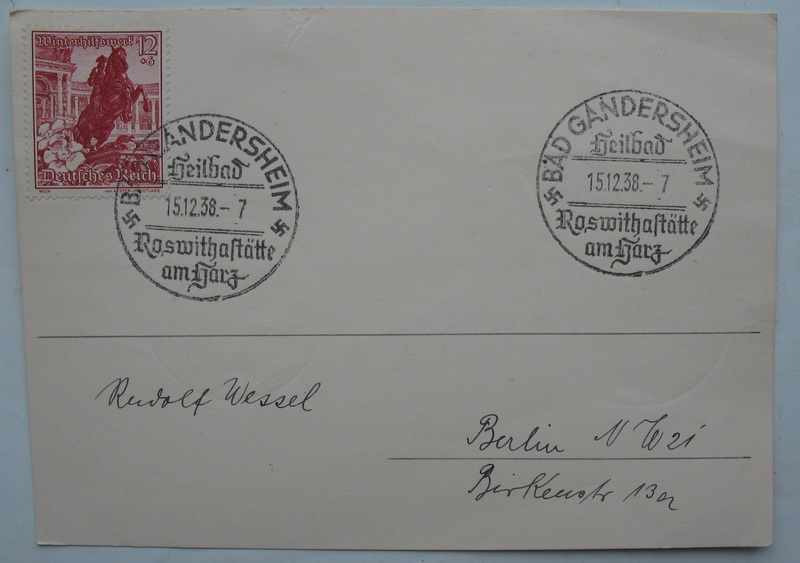 Winterhilfswerk 12
+6
Deutsches Reich
BAD GANDERSHEIM
Heilbad
15.12.38.- 7
Roswithastätte
am Harz
BAD GANDERSHEIM
Heilbad
15.12.38.- 7
Roswithastätte
am Harz
Rudolf Wessel
Berlin NW21
Birkenstr 13a